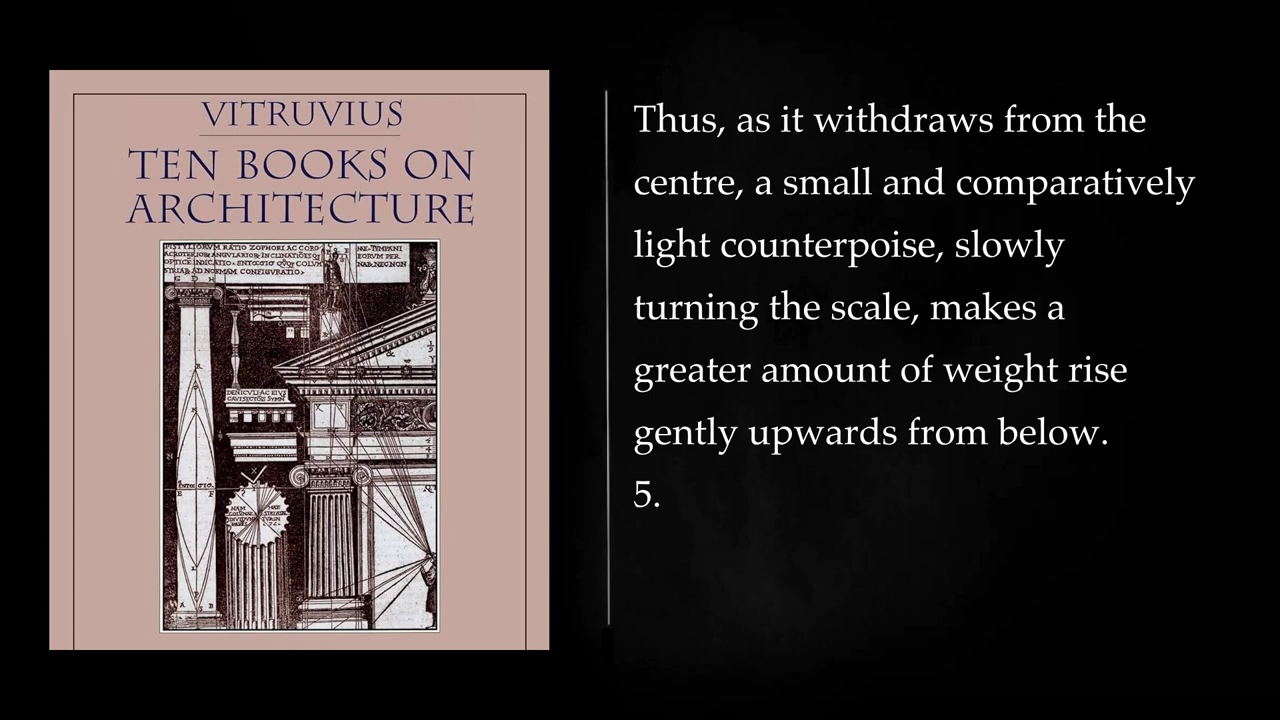 VITRUVIUS
TEN BOOKS ON
ARCHITECTURE
Thus, as it withdraws from the
centre, a small and comparatively
light counterpoise, slowly
turning the scale, makes a
greater amount of weight rise
gently upwards from below.
5.